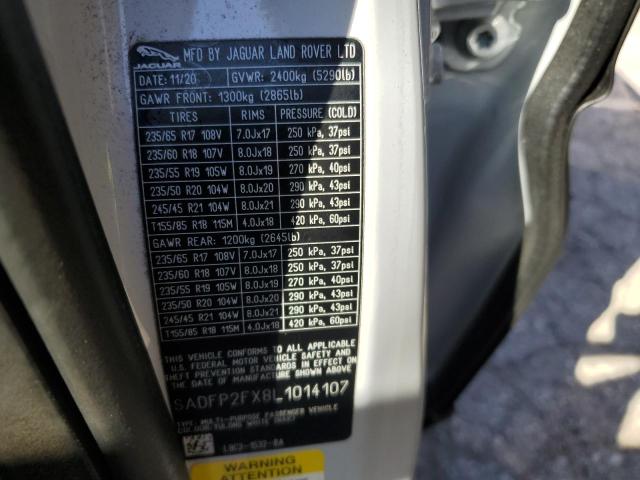 JAGUAR
MFD BY JAGUAR LAND ROVER LTD
DATE: 11/20 GVWR: 2400kg (5290lb)
GAWR FRONT: 1300kg (2865lb)
TIRES RIMS PRESSURE (COLD)
235/65 R17 108V 7.0Jx17 250 kPa, 37psi
235/60 R18 107V 8.0Jx18 250 kPa, 37psi
235/55 R19 105W 8.0Jx19 270 kPa, 40psi
235/50 R20 104W 8.0Jx20 290 kPa, 43psi
245/45 R21 104W 8.0Jx21 290 kPa, 43psi
T155/85 R18 115M 4.0Jx18 420 kPa, 60psi
GAWR REAR: 1200kg (2645lb)
235/65 R17 108V 7.0Jx17 250 kPa, 37psi
235/60 R18 107V 8.0Jx18 250 kPa, 37psi
235/55 R19 105W 8.0Jx19 270 kPa, 40psi
235/50 R20 104W 8.0Jx20 290 kPa, 43psi
245/45 R21 104W 8.0Jx21 290 kPa, 43psi
T155/85 R18 115M 4.0Jx18 420 kPa, 60psi
THIS VEHICLE CONFORMS TO ALL APPLICABLE
U.S. FEDERAL MOTOR VEHICLE SAFETY AND
THEFT PREVENTION STANDARDS IN EFFECT ON THE
DATE OF MANUFACTURE SHOWN ABOVE
SADFP2FX8L1014107
TYPE: MULTI-PURPOSE PASSENGER VEHICLE
COLOUR:YULONG WHITE
WARNING
ATTENTION